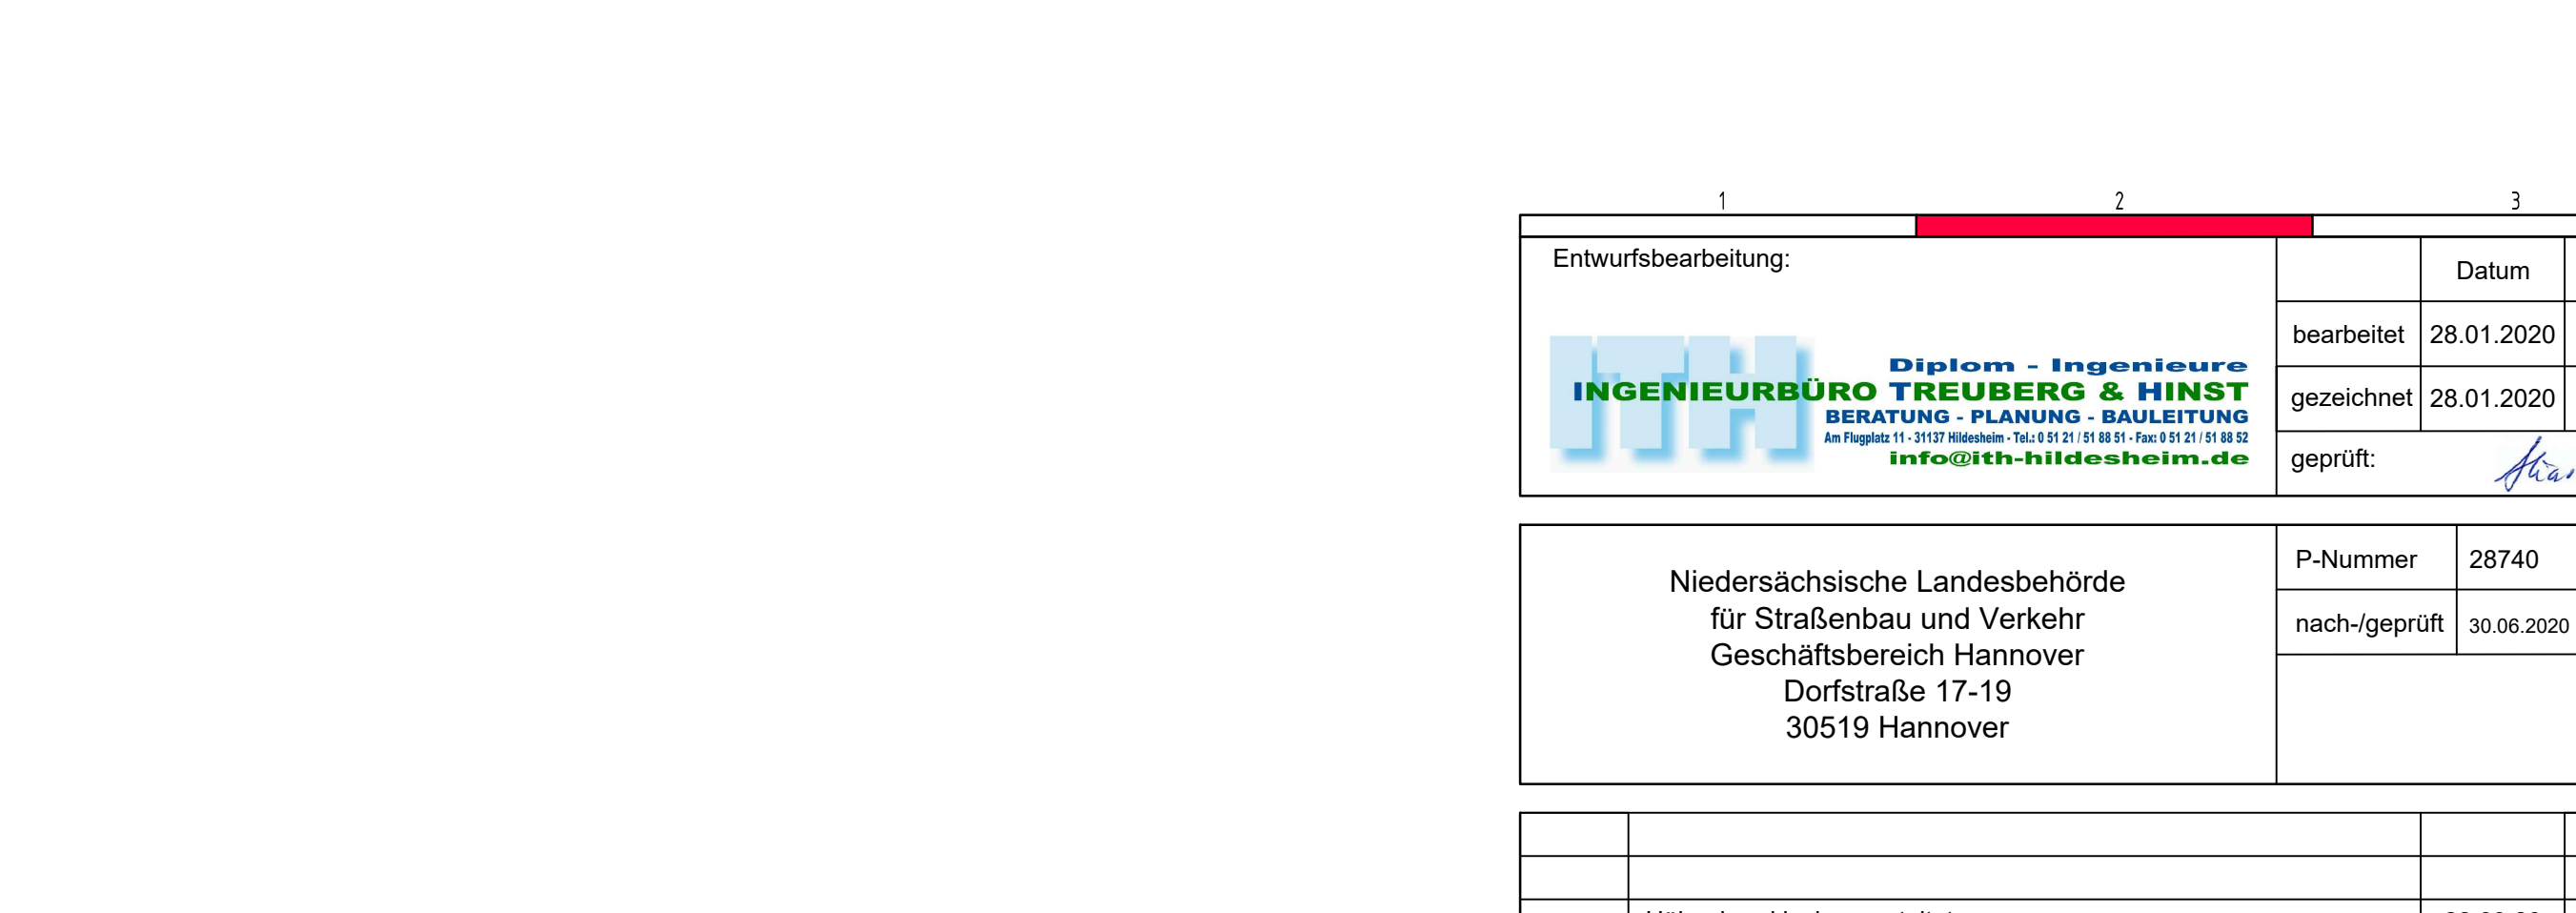 1 2 3
Entwurfsbearbeitung:
ITH
Diplom - Ingenieure
INGENIEURBÜRO TREUBERG & HINST
BERATUNG - PLANUNG - BAULEITUNG
Am Flugplatz 11 - 31137 Hildesheim - Tel.: 0 51 21 / 51 88 51 - Fax: 0 51 21 / 51 88 52
info@ith-hildesheim.de
Datum
bearbeitet 28.01.2020
gezeichnet 28.01.2020
geprüft:
Niedersächsische Landesbehörde
für Straßenbau und Verkehr
Geschäftsbereich Hannover
Dorfstraße 17-19
30519 Hannover
P-Nummer 28740
nach-/geprüft 30.06.2020